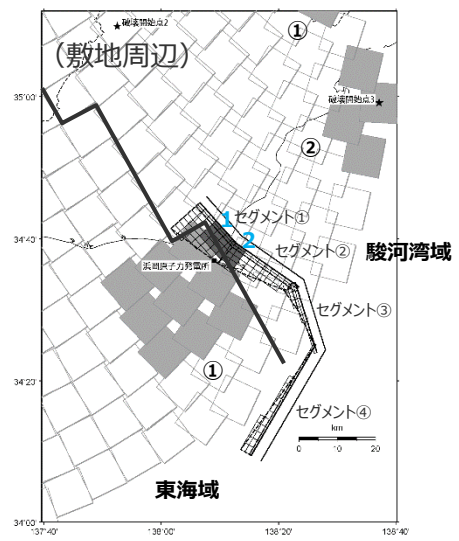 ①
★破壊開始点2
(敷地周辺)
35°00'
破壊開始点3★
②
1
セグメント①
2
34°40'
セグメント②
駿河湾域
浜岡原子力発電所
セグメント③
34°20'
①
セグメント④
km
0 10 20
東海域
34°00'
137°40' 138°00' 138°20' 138°40'